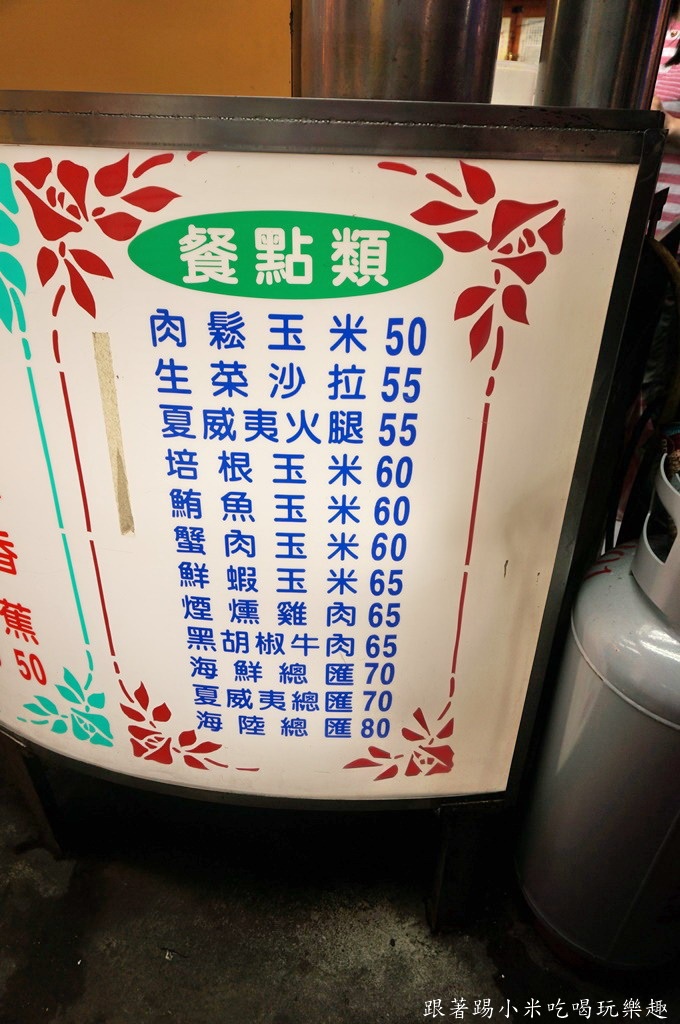 餐點類
肉鬆玉米 50
生菜沙拉 55
夏威夷火腿 55
培根玉米 60
鮪魚玉米 60
蟹肉玉米 60
鮮蝦玉米 65
煙燻雞肉 65
黑胡椒牛肉 65
海鮮總匯 70
夏威夷總匯 70
海陸總匯 80
香
蕉
50
跟著踢小米吃喝玩樂趣